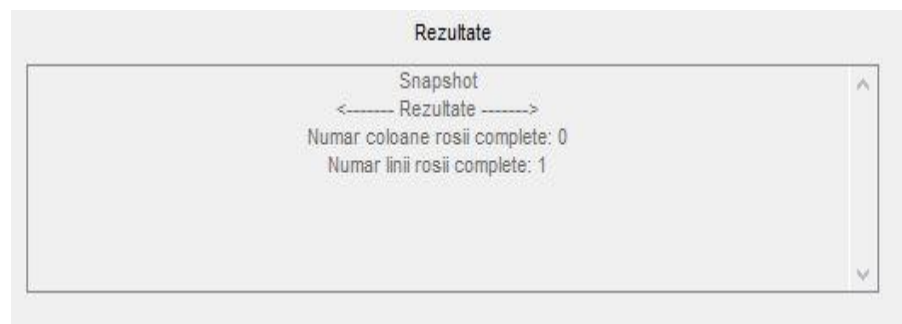 Rezultate
Snapshot
<------- Rezultate ------->
Numar coloane rosii complete: 0
Numar linii rosii complete: 1